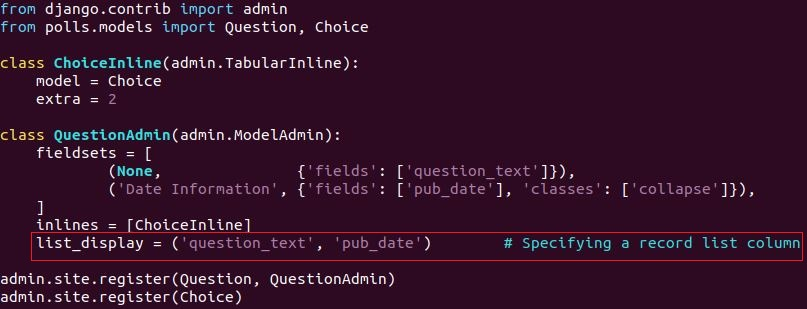 from django.contrib import admin
from polls.models import Question, Choice
class ChoiceInline(admin.TabularInline):
    model = Choice
    extra = 2
class QuestionAdmin(admin.ModelAdmin):
    fieldsets = [
            (None,               {'fields': ['question_text']}),
            ('Date Information', {'fields': ['pub_date'], 'classes': ['collapse']}),
    ]
    inlines = [ChoiceInline]
    list_display = ('question_text', 'pub_date')        # Specifying a record list column
admin.site.register(Question, QuestionAdmin)
admin.site.register(Choice)